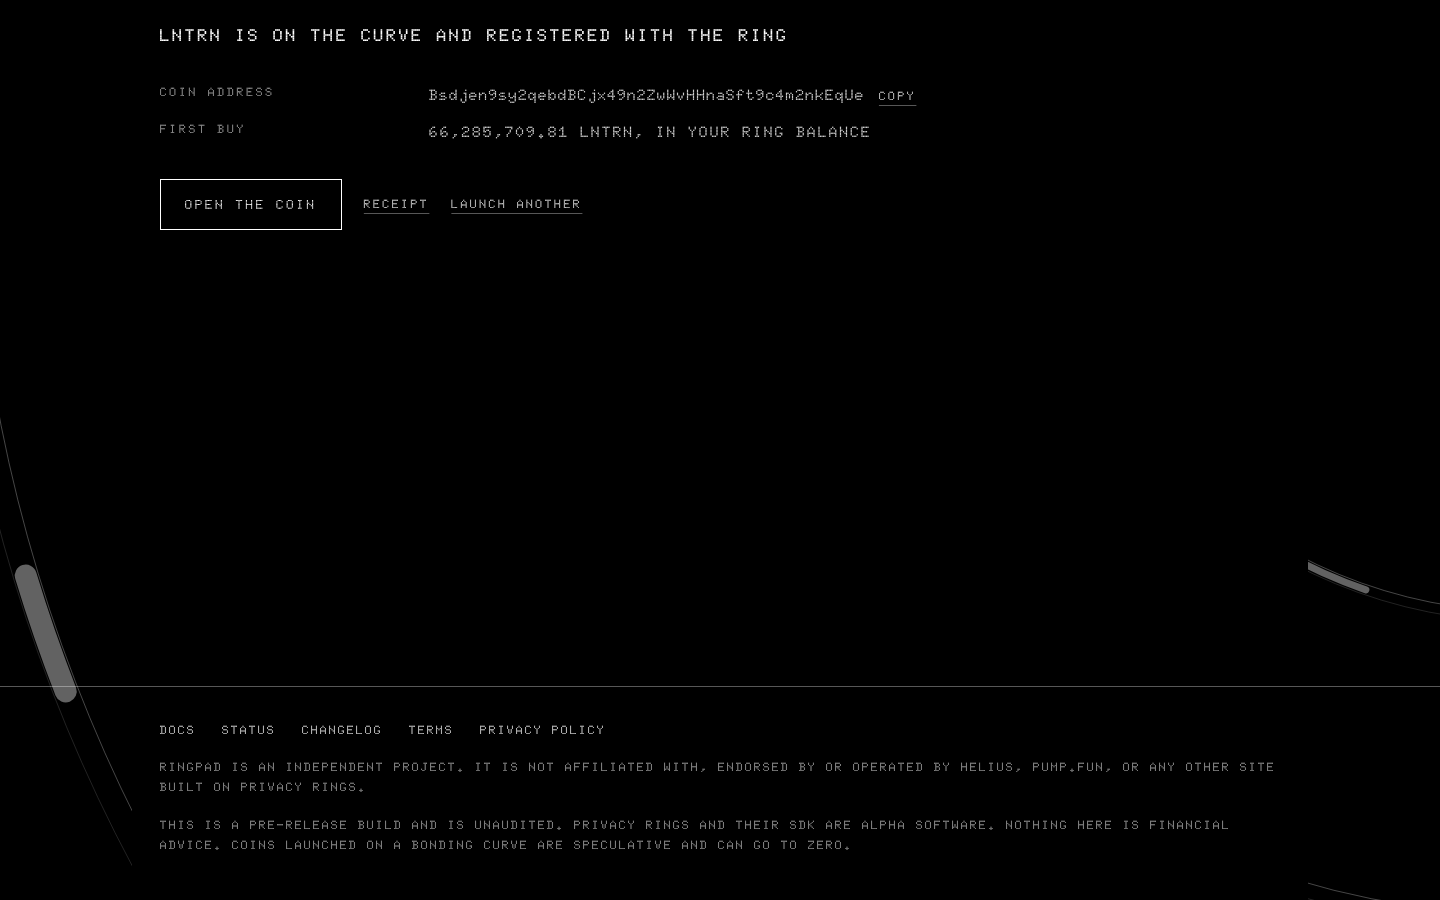 LNTRN IS ON THE CURVE AND REGISTERED WITH THE RING
COIN ADDRESS
Bsdjen9sy2qebdBCjx49n2ZwWvHHnaSft9c4m2nkEqUe COPY
FIRST BUY
66,285,709.81 LNTRN, IN YOUR RING BALANCE
OPEN THE COIN RECEIPT LAUNCH ANOTHER
DOCS STATUS CHANGELOG TERMS PRIVACY POLICY
RINGPAD IS AN INDEPENDENT PROJECT. IT IS NOT AFFILIATED WITH, ENDORSED BY OR OPERATED BY HELIUS, PUMP.FUN, OR ANY OTHER SITE
BUILT ON PRIVACY RINGS.
THIS IS A PRE-RELEASE BUILD AND IS UNAUDITED. PRIVACY RINGS AND THEIR SDK ARE ALPHA SOFTWARE. NOTHING HERE IS FINANCIAL
ADVICE. COINS LAUNCHED ON A BONDING CURVE ARE SPECULATIVE AND CAN GO TO ZERO.